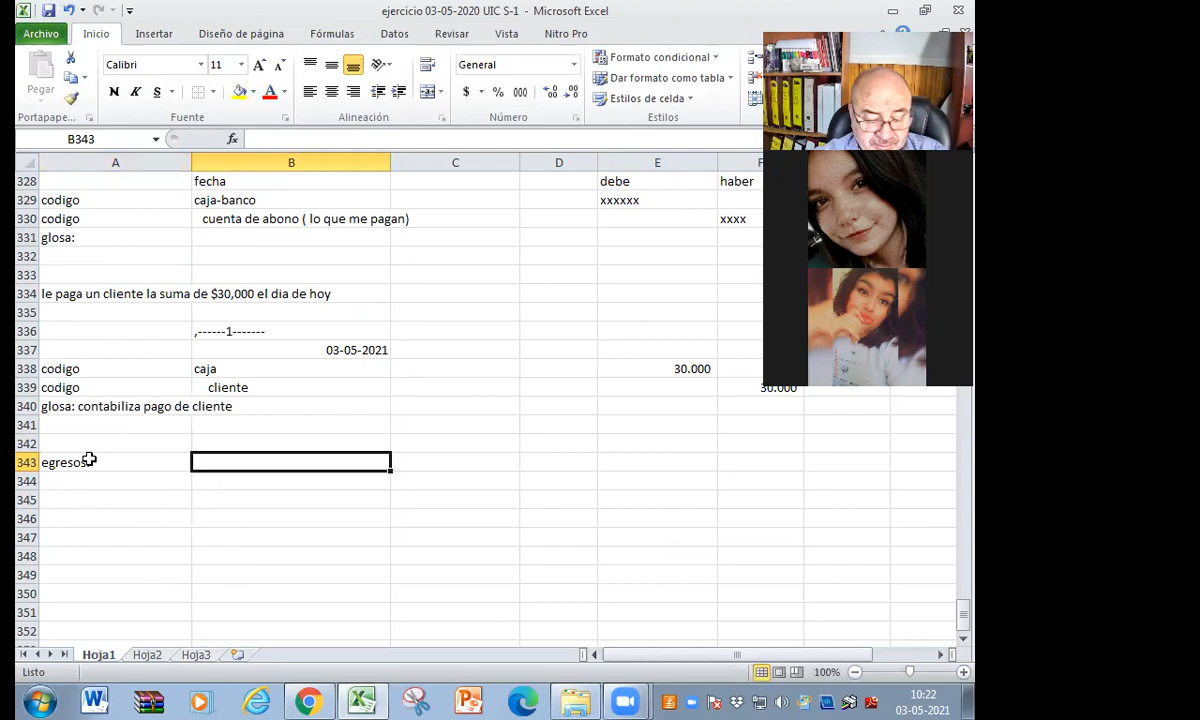 ejercicio 03-05-2020 UIC S-1 - Microsoft Excel
Archivo Inicio Insertar Diseño de página Fórmulas Datos Revisar Vista Nitro Pro
Pegar
Calibri 11 A A
General
Formato condicional
Dar formato como tabla
Estilos de celda
N K S A
$ % 000
Portapape... Fuente Alineación Número Estilos
B343 fx
A B C D E F
328 fecha debe haber
329 codigo caja-banco xxxxxx
330 codigo cuenta de abono ( lo que me pagan) xxxx
331 glosa:
332
333
334 le paga un cliente la suma de $30,000 el dia de hoy
335
336 ,------1-------
337 03-05-2021
338 codigo caja 30.000
339 codigo cliente 30.000
340 glosa: contabiliza pago de cliente
341
342
343 egresos
344
345
346
347
348
349
350
351
352
Hoja1 Hoja2 Hoja3
Listo 100%
10:22
03-05-2021